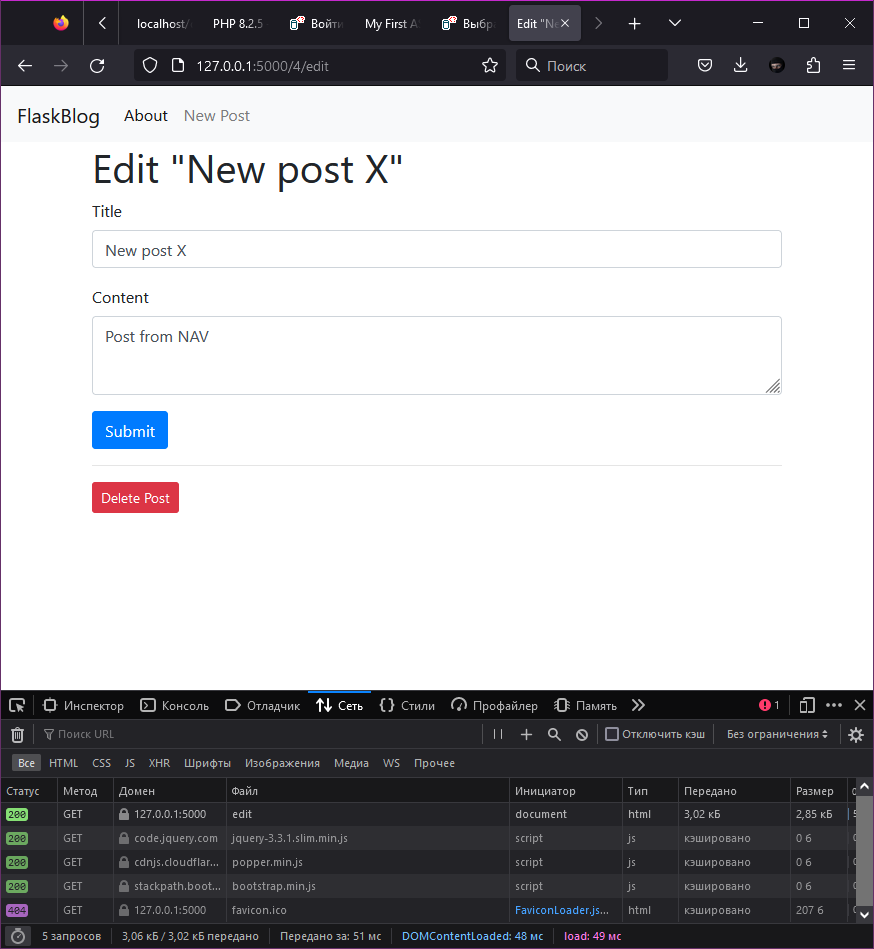 localhost/
PHP 8.2.5
Войти
My First A
Выбра
Edit "Ne
127.0.0.1:5000/4/edit
Поиск
FlaskBlog About New Post
Edit "New post X"
Title
New post X
Content
Post from NAV
Submit
Delete Post
Инспектор Консоль Отладчик Сеть Стили Профайлер Память 1
Поиск URL Отключить кэш Без ограничения
Все HTML CSS JS XHR Шрифты Изображения Медиа WS Прочее
Статус Метод Домен Файл Инициатор Тип Передано Размер
200 GET 127.0.0.1:5000 edit document html 3,02 кБ 2,85 кБ
200 GET code.jquery.com jquery-3.3.1.slim.min.js script js кэшировано 0 б
200 GET cdnjs.cloudflar... popper.min.js script js кэшировано 0 б
200 GET stackpath.boot... bootstrap.min.js script js кэшировано 0 б
404 GET 127.0.0.1:5000 favicon.ico FaviconLoader.js... html кэшировано 207 б
5 запросов 3,06 кБ / 3,02 кБ передано Передано за: 51 мс DOMContentLoaded: 48 мс load: 49 мс